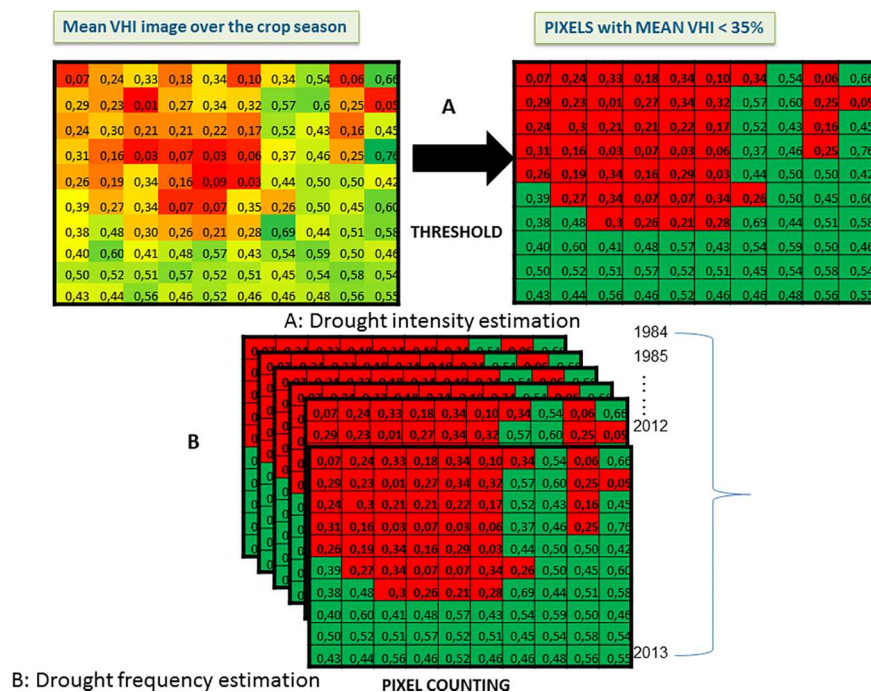 Mean VHI image over the crop season
PIXELS with MEAN VHI < 35%
0,07 0,24 0,33 0,18 0,34 0,10 0,34 0,54 0,06 0,66
0,29 0,23 0,01 0,27 0,34 0,32 0,57 0,6 0,25 0,05
0,24 0,30 0,21 0,21 0,22 0,17 0,52 0,43 0,16 0,45
0,31 0,16 0,03 0,07 0,03 0,06 0,37 0,46 0,25 0,76
0,26 0,19 0,34 0,16 0,09 0,03 0,44 0,50 0,50 0,42
0,39 0,27 0,34 0,07 0,07 0,35 0,26 0,50 0,45 0,60
0,38 0,48 0,30 0,26 0,21 0,28 0,69 0,44 0,51 0,58
0,40 0,60 0,41 0,48 0,57 0,43 0,54 0,59 0,50 0,46
0,50 0,52 0,51 0,57 0,52 0,51 0,45 0,54 0,58 0,54
0,43 0,44 0,56 0,46 0,52 0,46 0,46 0,48 0,56 0,55
A
THRESHOLD
0,07 0,24 0,33 0,18 0,34 0,10 0,34 0,54 0,06 0,66
0,29 0,23 0,01 0,27 0,34 0,32 0,57 0,60 0,25 0,05
0,24 0,3 0,21 0,21 0,22 0,17 0,52 0,43 0,16 0,45
0,31 0,16 0,03 0,07 0,03 0,06 0,37 0,46 0,25 0,76
0,26 0,19 0,34 0,16 0,29 0,03 0,44 0,50 0,50 0,42
0,39 0,27 0,34 0,07 0,07 0,34 0,26 0,50 0,45 0,60
0,38 0,48 0,3 0,26 0,21 0,28 0,69 0,44 0,51 0,58
0,40 0,60 0,41 0,48 0,57 0,43 0,54 0,59 0,50 0,46
0,50 0,52 0,51 0,57 0,52 0,51 0,45 0,54 0,58 0,54
0,43 0,44 0,56 0,46 0,52 0,46 0,46 0,48 0,56 0,55
A: Drought intensity estimation
1984
1985
2012
B
0,07 0,24 0,33 0,18 0,34 0,10 0,34 0,54 0,06 0,66
0,29 0,23 0,01 0,27 0,34 0,32 0,57 0,60 0,25 0,05
0,07 0,24 0,33 0,18 0,34 0,10 0,34 0,54 0,06 0,66
0,29 0,23 0,01 0,27 0,34 0,32 0,57 0,60 0,25 0,05
0,24 0,3 0,21 0,21 0,22 0,17 0,52 0,43 0,16 0,45
0,31 0,16 0,03 0,07 0,03 0,06 0,37 0,46 0,25 0,76
0,26 0,19 0,34 0,16 0,29 0,03 0,44 0,50 0,50 0,42
0,39 0,27 0,34 0,07 0,07 0,34 0,26 0,50 0,45 0,60
0,38 0,48 0,3 0,26 0,21 0,28 0,69 0,44 0,51 0,58
0,40 0,60 0,41 0,48 0,57 0,43 0,54 0,59 0,50 0,46
0,50 0,52 0,51 0,57 0,52 0,51 0,45 0,54 0,58 0,54
0,43 0,44 0,56 0,46 0,52 0,46 0,46 0,48 0,56 0,55
2013
B: Drought frequency estimation
PIXEL COUNTING